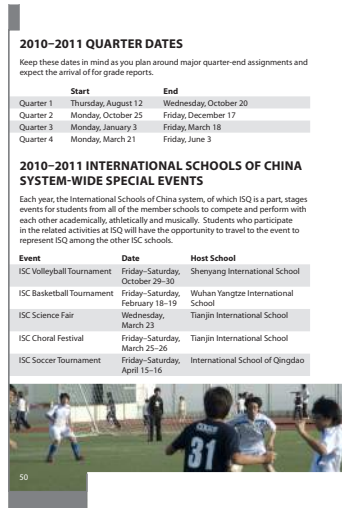 2010–2011 QUARTER DATES
Keep these dates in mind as you plan around major quarter-end assignments and
expect the arrival of for grade reports.
Start End
Quarter 1 Thursday, August 12 Wednesday, October 20
Quarter 2 Monday, October 25 Friday, December 17
Quarter 3 Monday, January 3 Friday, March 18
Quarter 4 Monday, March 21 Friday, June 3
2010–2011 INTERNATIONAL SCHOOLS OF CHINA
SYSTEM-WIDE SPECIAL EVENTS
Each year, the International Schools of China system, of which ISQ is a part, stages
events for students from all of the member schools to compete and perform with
each other academically, athletically and musically. Students who participate
in the related activities at ISQ will have the opportunity to travel to the event to
represent ISQ among the other ISC schools.
Event Date Host School
ISC Volleyball Tournament Friday–Saturday, Shenyang International School
October 29–30
ISC Basketball Tournament Friday–Saturday, Wuhan Yangtze International
February 18–19 School
ISC Science Fair Wednesday, Tianjin International School
March 23
ISC Choral Festival Friday–Saturday, Tianjin International School
March 25–26
ISC Soccer Tournament Friday–Saturday, International School of Qingdao
April 15–16
31
50